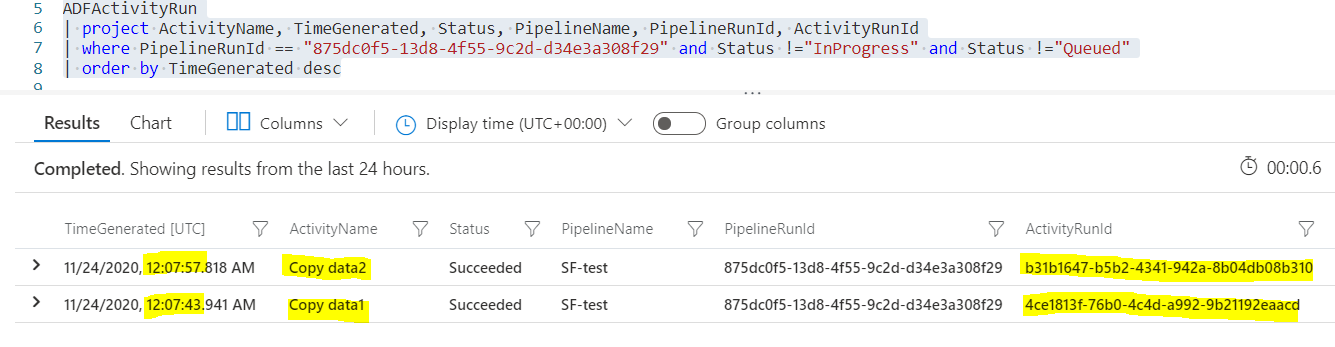 5 ADFActivityRun
6 | project ActivityName, TimeGenerated, Status, PipelineName, PipelineRunId, ActivityRunId
7 | where PipelineRunId == "875dc0f5-13d8-4f55-9c2d-d34e3a308f29" and Status !="InProgress" and Status !="Queued"
8 | order by TimeGenerated desc
9
Results Chart Columns Display time (UTC+00:00) Group columns
Completed. Showing results from the last 24 hours. 00:00.6
TimeGenerated [UTC] ActivityName Status PipelineName PipelineRunId ActivityRunId
11/24/2020, 12:07:57.818 AM Copy data2 Succeeded SF-test 875dc0f5-13d8-4f55-9c2d-d34e3a308f29 b31b1647-b5b2-4341-942a-8b04db08b310
11/24/2020, 12:07:43.941 AM Copy data1 Succeeded SF-test 875dc0f5-13d8-4f55-9c2d-d34e3a308f29 4ce1813f-76b0-4c4d-a992-9b21192eaacd